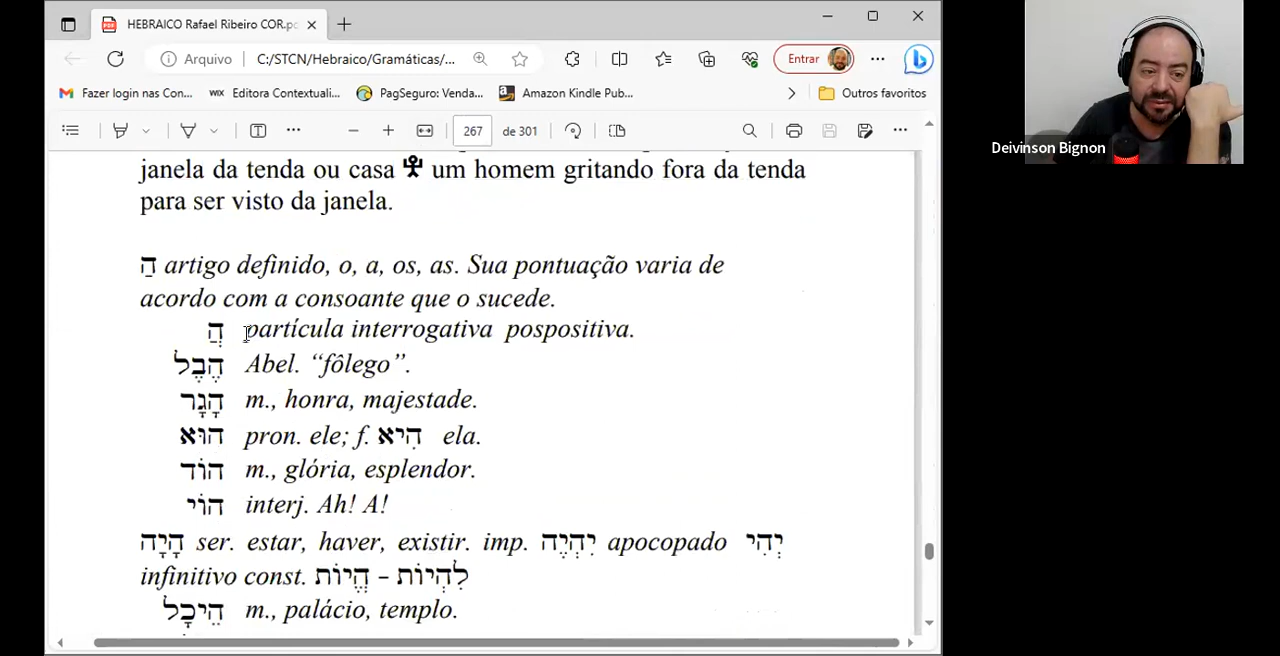 HEBRAICO Rafael Ribeiro COR.pc
Arquivo C:/STCN/Hebraico/Gramáticas/... Entrar
Fazer login nas Con... WIX Editora Contextuali... PagSeguro: Venda... Amazon Kindle Pub... Outros favoritos
267 de 301
janela da tenda ou casa um homem gritando fora da tenda
para ser visto da janela.
הַ artigo definido, o, a, os, as. Sua pontuação varia de
acordo com a consoante que o sucede.
הֲ partícula interrogativa pospositiva.
הֶבֶל Abel. “fôlego”.
הָגָר m., honra, majestade.
הוּא pron. ele; f. הִיא ela.
הוֹד m., glória, esplendor.
הוֹי interj. Ah! A!
הָיָה ser. estar, haver, existir. imp. יִהְיֶה apocopado יְהִי
infinitivo const. הֱיוֹת - לִהְיוֹת
הֵיכָל m., palácio, templo.
Deivinson Bignon